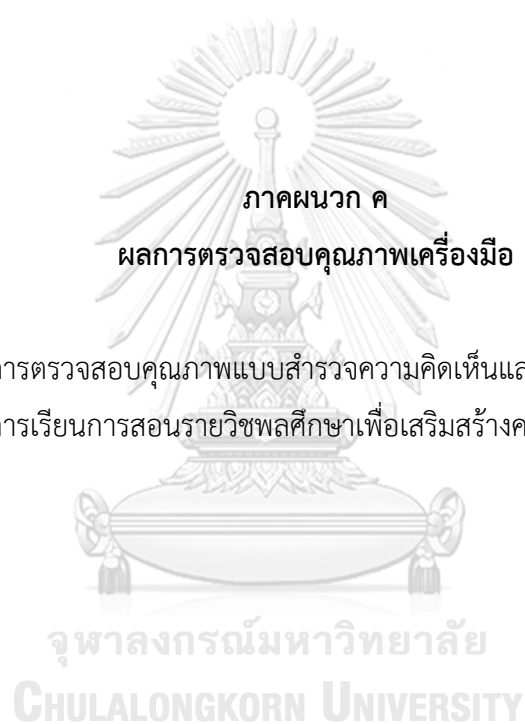 ภาคผนวก ค
ผลการตรวจสอบคุณภาพเครื่องมือ
การตรวจสอบคุณภาพแบบสำรวจความคิดเห็นแล
การเรียนการสอนรายวิชพลศึกษาเพื่อเสริมสร้างค
จุฬาลงกรณ์มหาวิทยาลัย
CHULALONGKORN UNIVERSITY